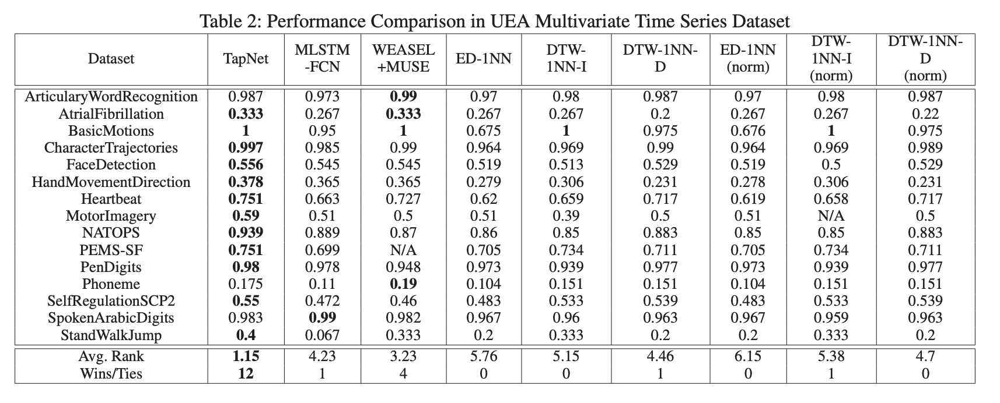 Table 2: Performance Comparison in UEA Multivariate Time Series Dataset
Dataset TapNet MLSTM -FCN WEASEL +MUSE ED-1NN DTW- 1NN-I DTW-1NN- D ED-1NN (norm) DTW- 1NN-I (norm) DTW-1NN- D (norm)
ArticularyWordRecognition 0.987 0.973 0.99 0.97 0.98 0.987 0.97 0.98 0.987
AtrialFibrillation 0.333 0.267 0.333 0.267 0.267 0.2 0.267 0.267 0.22
BasicMotions 1 0.95 1 0.675 1 0.975 0.676 1 0.975
CharacterTrajectories 0.997 0.985 0.99 0.964 0.969 0.99 0.964 0.969 0.989
FaceDetection 0.556 0.545 0.545 0.519 0.513 0.529 0.519 0.5 0.529
HandMovementDirection 0.378 0.365 0.365 0.279 0.306 0.231 0.278 0.306 0.231
Heartbeat 0.751 0.663 0.727 0.62 0.659 0.717 0.619 0.658 0.717
MotorImagery 0.59 0.51 0.5 0.51 0.39 0.5 0.51 N/A 0.5
NATOPS 0.939 0.889 0.87 0.86 0.85 0.883 0.85 0.85 0.883
PEMS-SF 0.751 0.699 N/A 0.705 0.734 0.711 0.705 0.734 0.711
PenDigits 0.98 0.978 0.948 0.973 0.939 0.977 0.973 0.939 0.977
Phoneme 0.175 0.11 0.19 0.104 0.151 0.151 0.104 0.151 0.151
SelfRegulationSCP2 0.55 0.472 0.46 0.483 0.533 0.539 0.483 0.533 0.539
SpokenArabicDigits 0.983 0.99 0.982 0.967 0.96 0.963 0.967 0.959 0.963
StandWalkJump 0.4 0.067 0.333 0.2 0.333 0.2 0.2 0.333 0.2
Avg. Rank 1.15 4.23 3.23 5.76 5.15 4.46 6.15 5.38 4.7
Wins/Ties 12 1 4 0 0 1 0 1 0